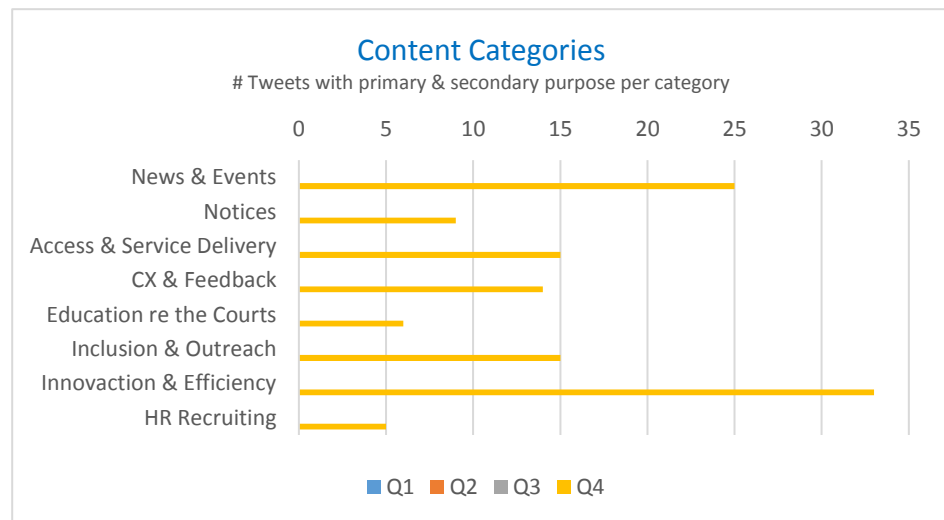 Content Categories
# Tweets with primary & secondary purpose per category
0 5 10 15 20 25 30 35
News & Events
Notices
Access & Service Delivery
CX & Feedback
Education re the Courts
Inclusion & Outreach
Innovaction & Efficiency
HR Recruiting
Q1 Q2 Q3 Q4